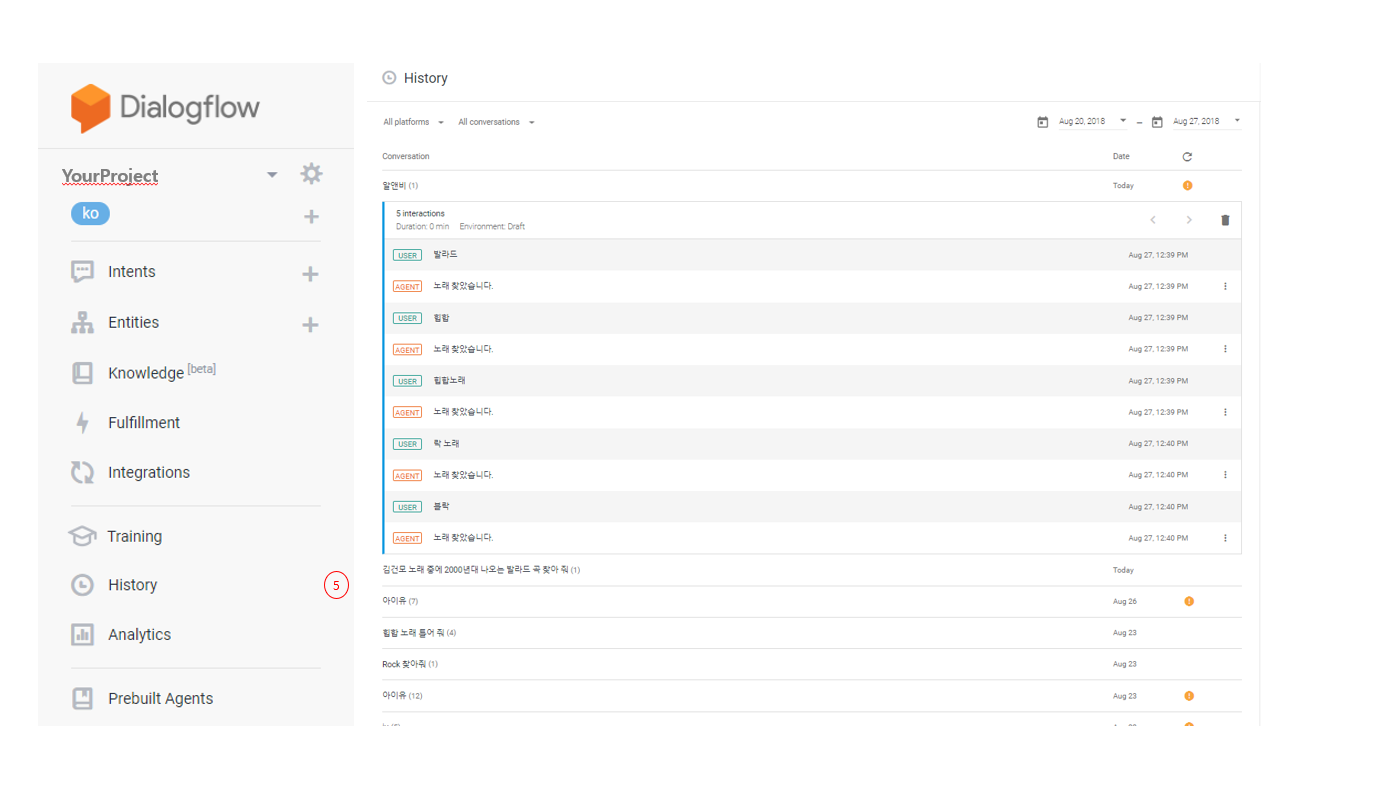 Dialogflow
YourProject
ko
Intents
Entities
Knowledge [beta]
Fulfillment
Integrations
Training
History
5
Analytics
Prebuilt Agents
History
All platforms All conversations Aug 20, 2018 – Aug 27, 2018
Conversation Date
알앤비 (1) Today
5 interactions
Duration: 0 min Environment: Draft
USER 발라드 Aug 27, 12:39 PM
AGENT 노래 찾았습니다. Aug 27, 12:39 PM
USER 힙합 Aug 27, 12:39 PM
AGENT 노래 찾았습니다. Aug 27, 12:39 PM
USER 힙합노래 Aug 27, 12:39 PM
AGENT 노래 찾았습니다. Aug 27, 12:39 PM
USER 락 노래 Aug 27, 12:40 PM
AGENT 노래 찾았습니다. Aug 27, 12:40 PM
USER 블락 Aug 27, 12:40 PM
AGENT 노래 찾았습니다. Aug 27, 12:40 PM
김건모 노래 중에 2000년대 나오는 발라드 곡 찾아 줘 (1) Today
아이유 (7) Aug 26
힙합 노래 틀어 줘 (4) Aug 23
Rock 찾아줘 (1) Aug 23
아이유 (12) Aug 23